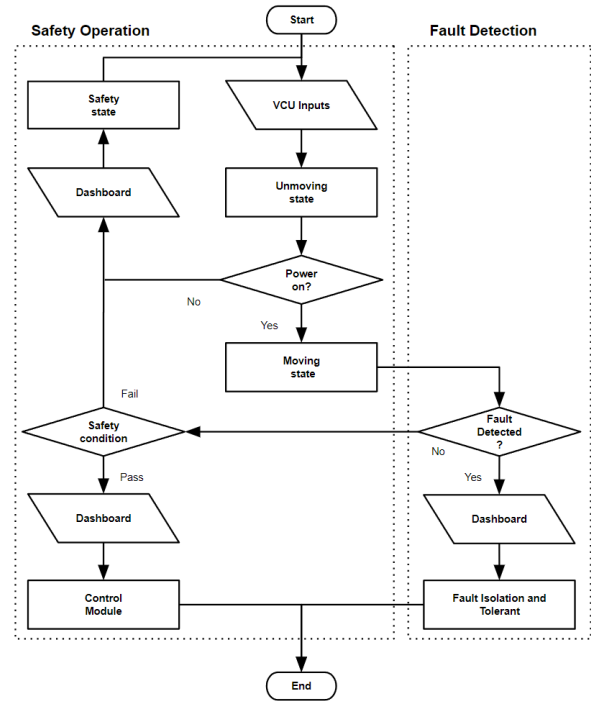 Start
Safety Operation
Fault Detection
Safety
state
VCU Inputs
Dashboard
Unmoving
state
Power
on?
No
Yes
Moving
state
Fail
Safety
condition
Fault
Detected
?
No
Pass
Yes
Dashboard
Dashboard
Control
Module
Fault Isolation and
Tolerant
End